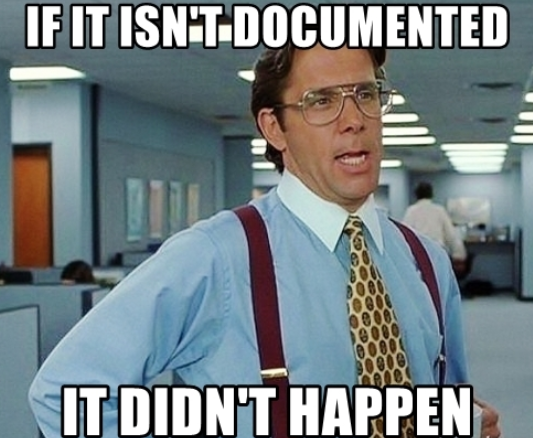 IF IT ISN'T DOCUMENTED
IT DIDN'T HAPPEN